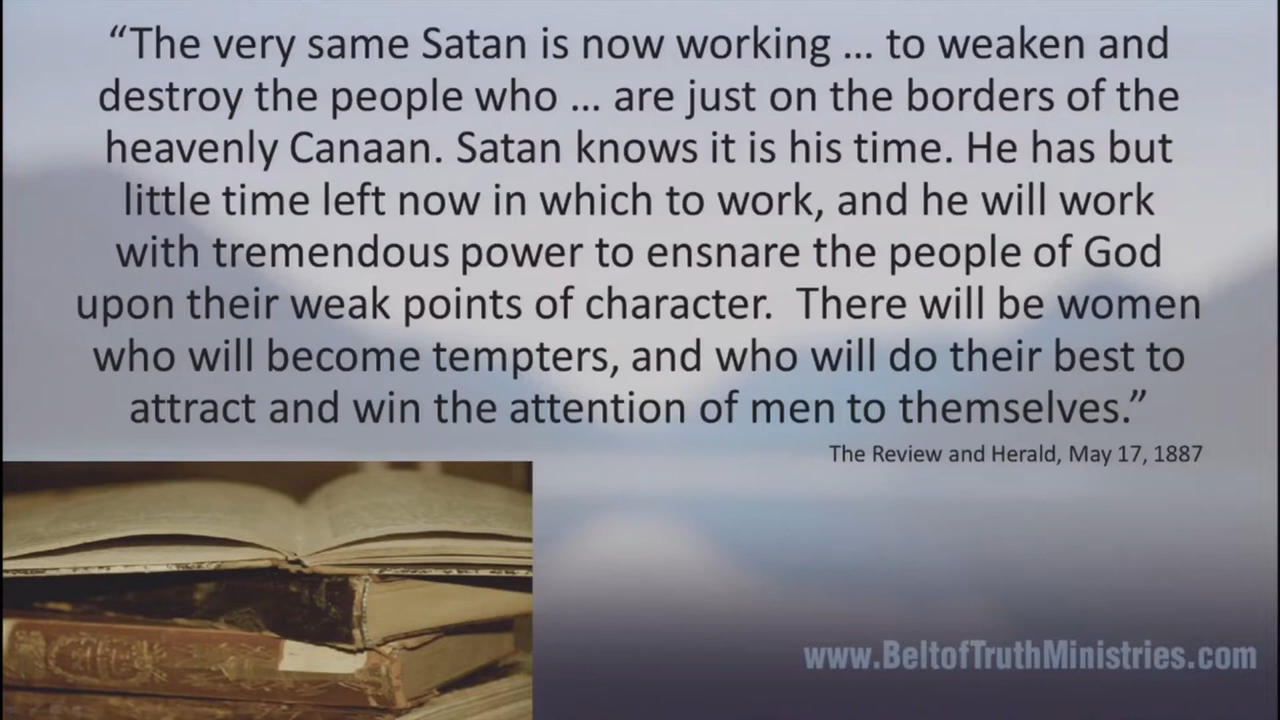 “The very same Satan is now working ... to weaken and
destroy the people who ... are just on the borders of the
heavenly Canaan. Satan knows it is his time. He has but
little time left now in which to work, and he will work
with tremendous power to ensnare the people of God
upon their weak points of character.  There will be women
who will become tempters, and who will do their best to
attract and win the attention of men to themselves.”
The Review and Herald, May 17, 1887
www.BeltofTruthMinistries.com